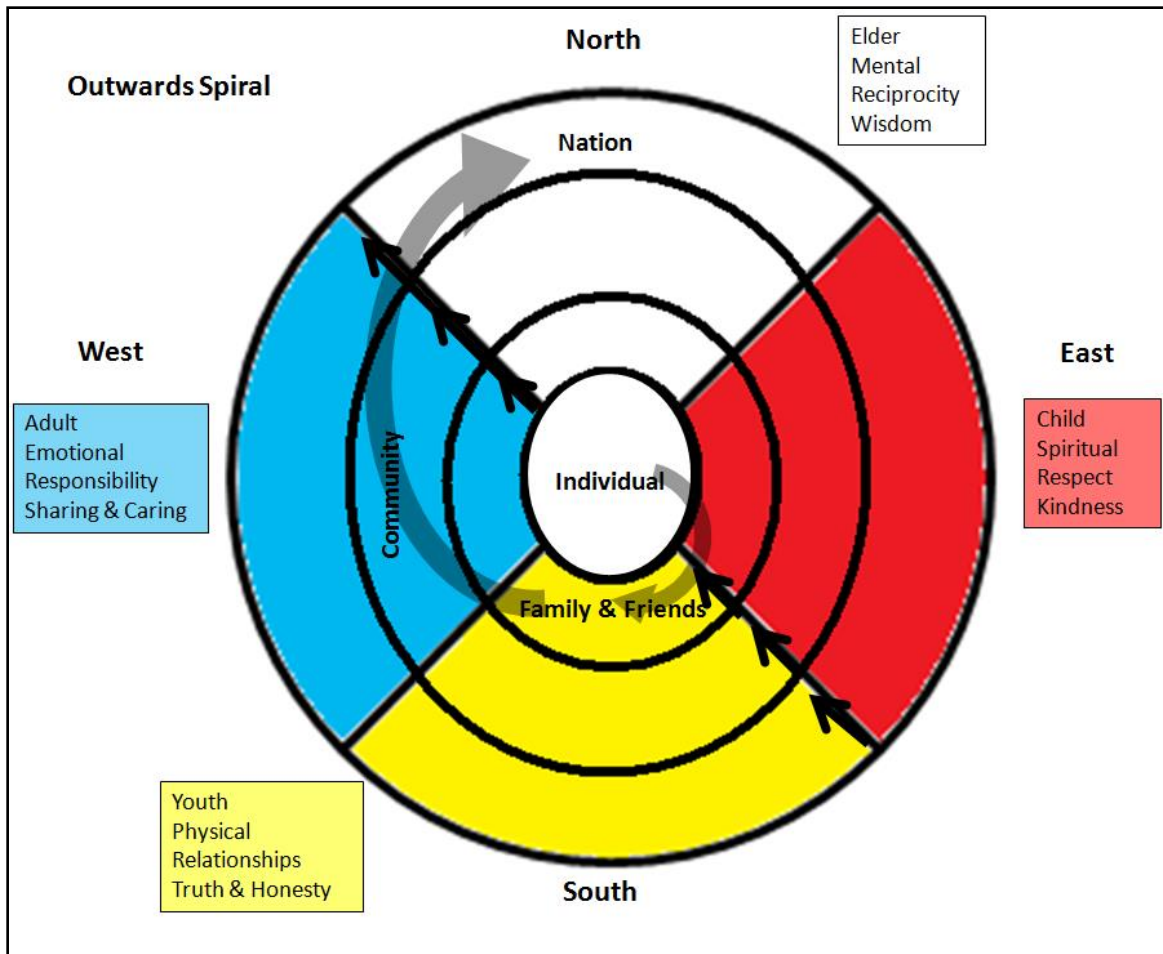 North
Outwards Spiral
Elder
Mental
Reciprocity
Wisdom
Nation
West
East
Adult
Emotional
Responsibility
Sharing & Caring
Community
Individual
Child
Spiritual
Respect
Kindness
Family & Friends
Youth
Physical
Relationships
Truth & Honesty
South